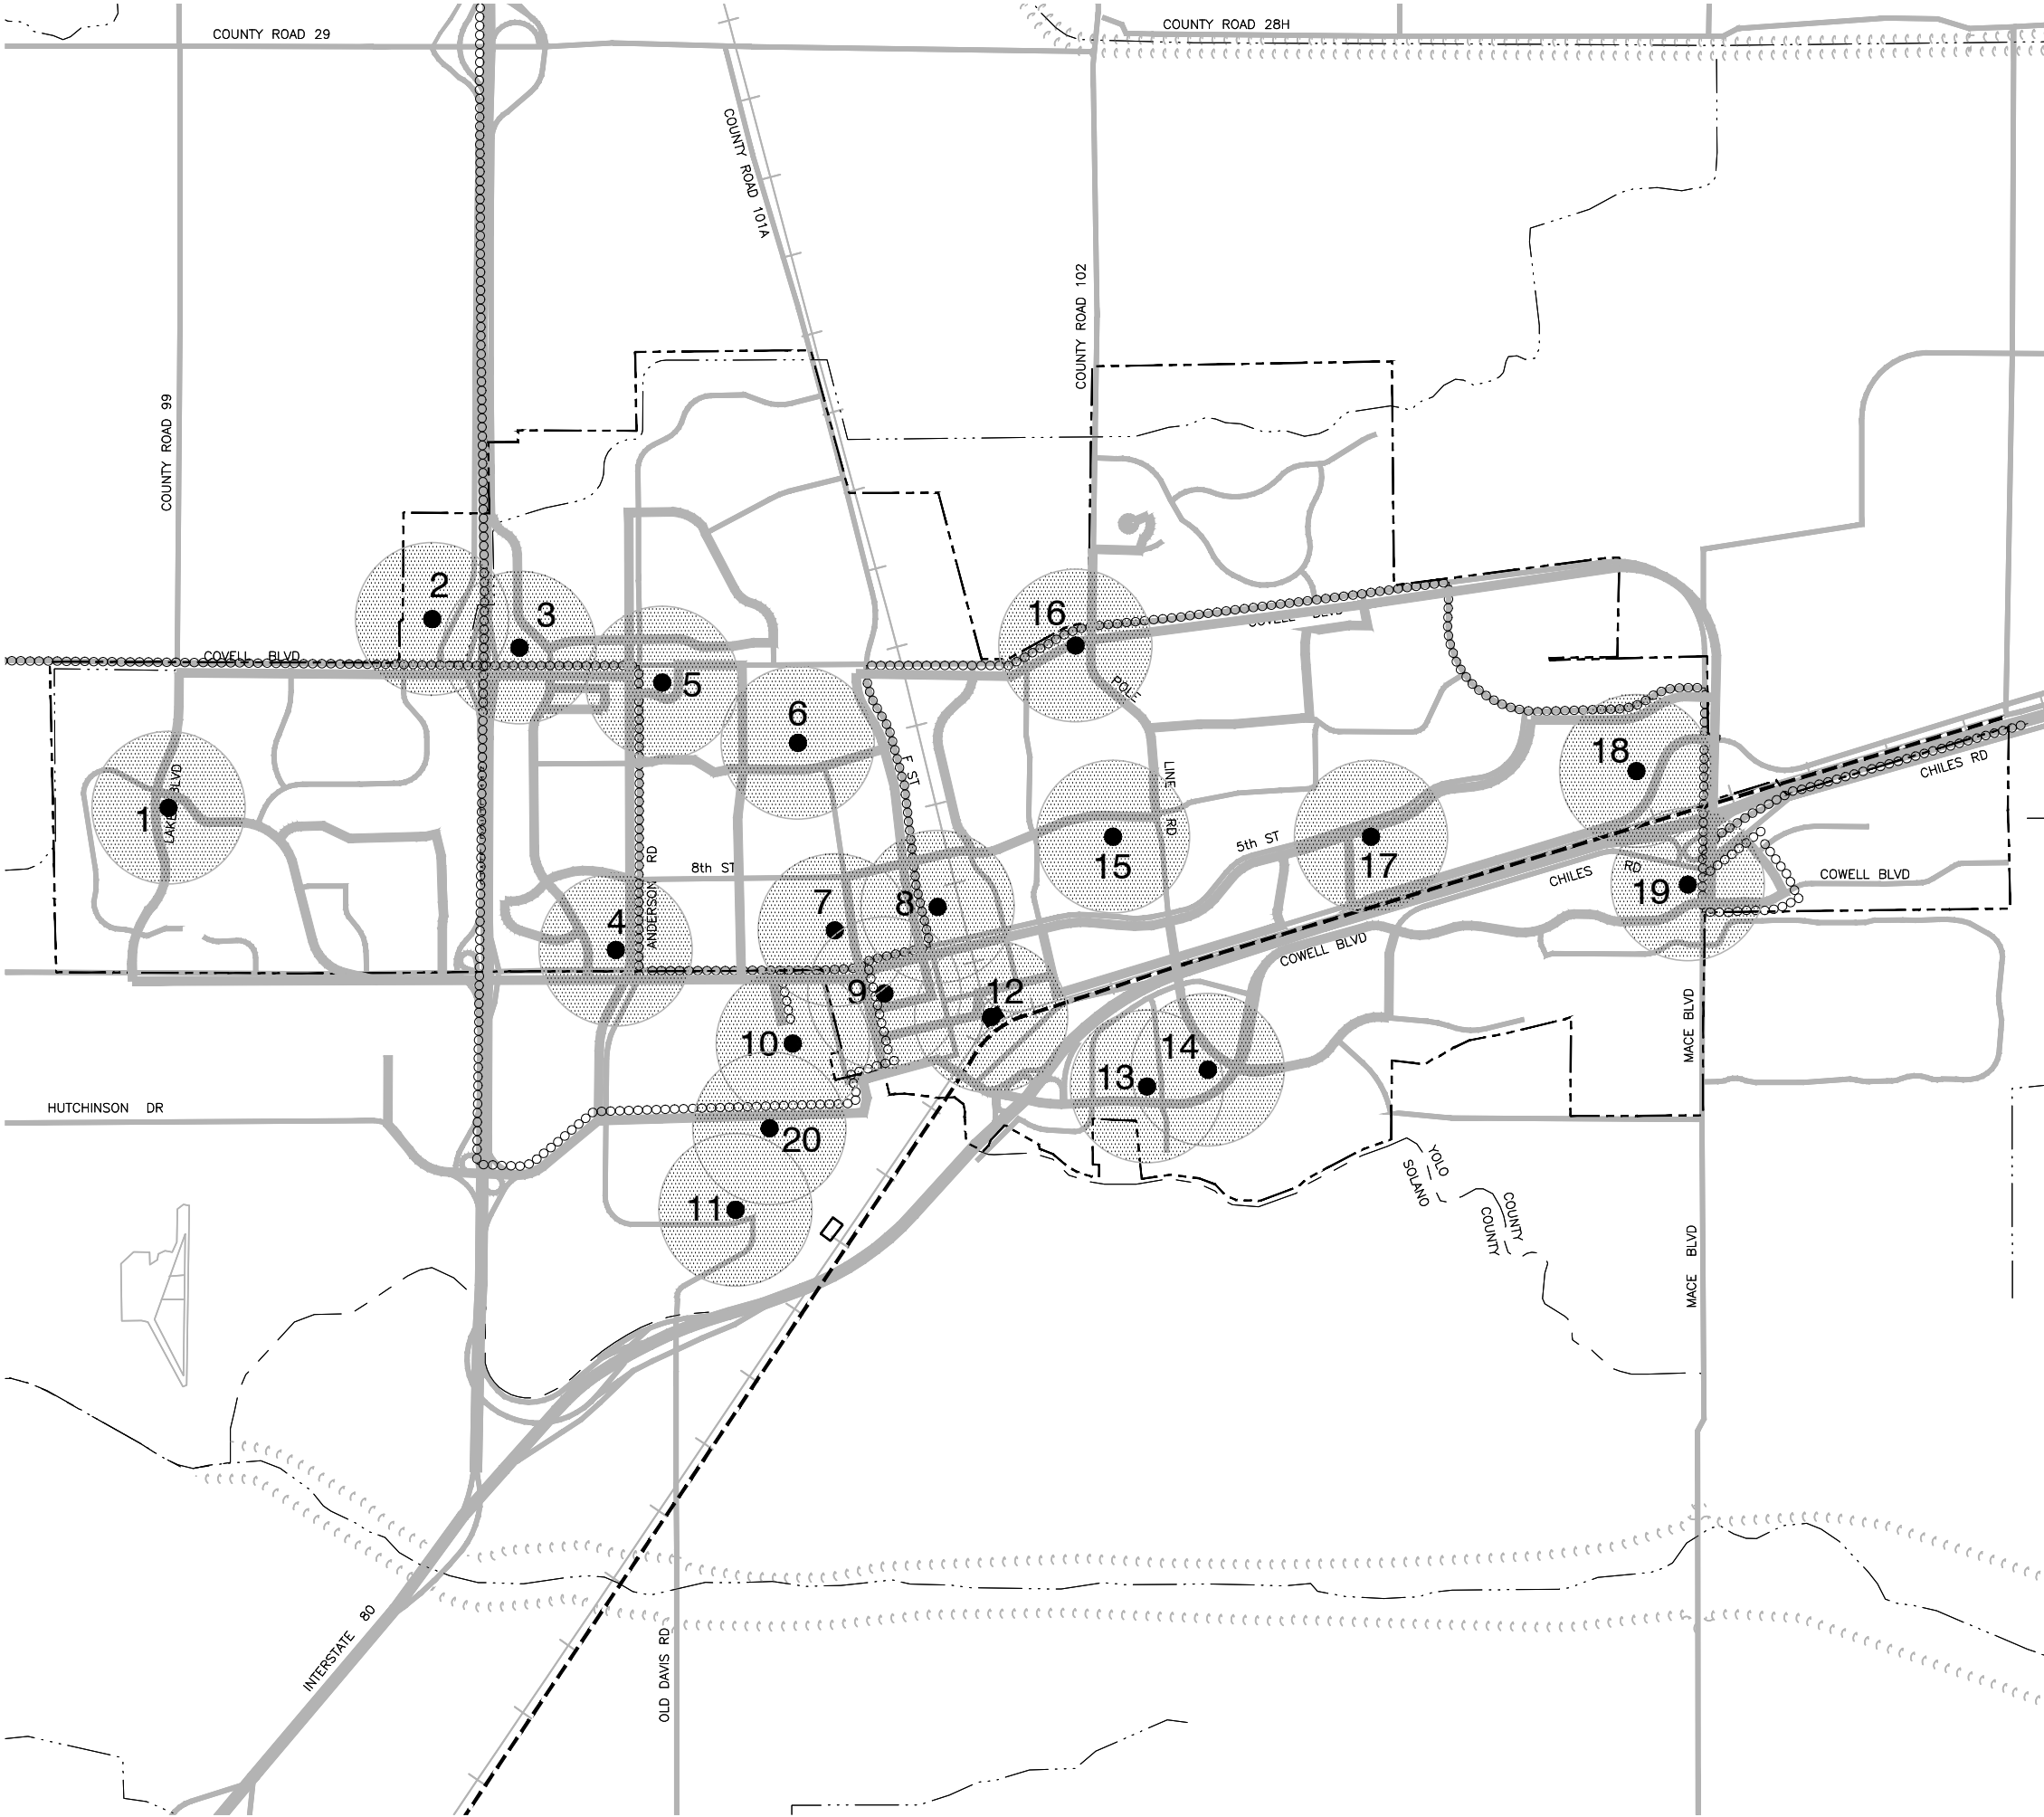 COUNTY ROAD 29
COUNTY ROAD 28H
COUNTY ROAD 101A
COUNTY ROAD 102
COUNTY ROAD 99
2
3
16
COVELL BLVD
COVELL BLVD
5
POLE
6
18
F ST
LINE
CHILES RD
LAKE BLVD
1
RD
5th ST
15
17
8th ST
ANDERSON RD
CHILES RD
COWELL BLVD
19
7
8
4
COWELL BLVD
9
12
10
MACE BLVD
14
13
HUTCHINSON DR
20
YOLO COUNTY
SOLANO COUNTY
11
MACE BLVD
INTERSTATE 80
OLD DAVIS RD